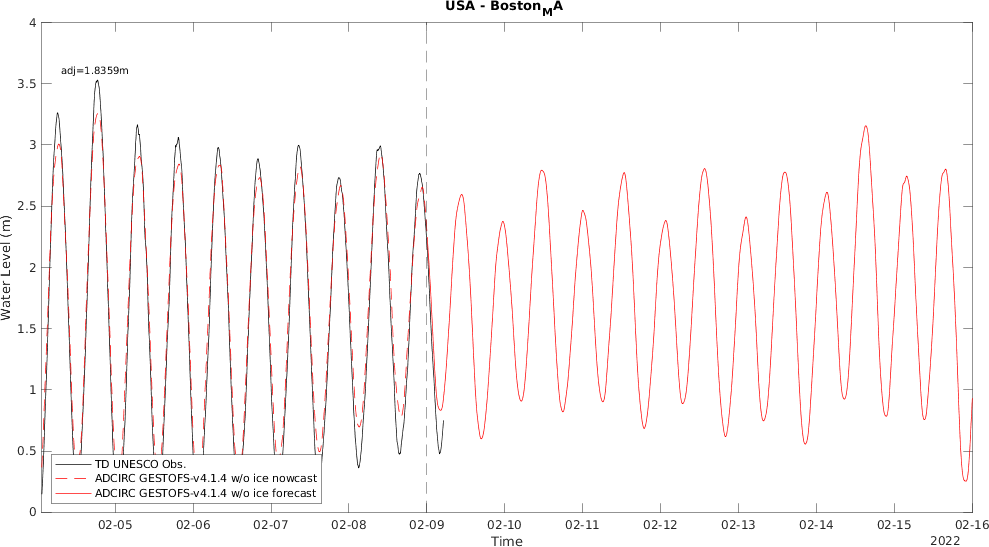 USA - Boston_MA
4
adj=1.8359m
3.5
3
2.5
2
1.5
1
0.5
0
Water Level (m)
TD UNESCO Obs.
ADCIRC GESTOFS-v4.1.4 w/o ice nowcast
ADCIRC GESTOFS-v4.1.4 w/o ice forecast
02-05 02-06 02-07 02-08 02-09 02-10 02-11 02-12 02-13 02-14 02-15 02-16
Time
2022